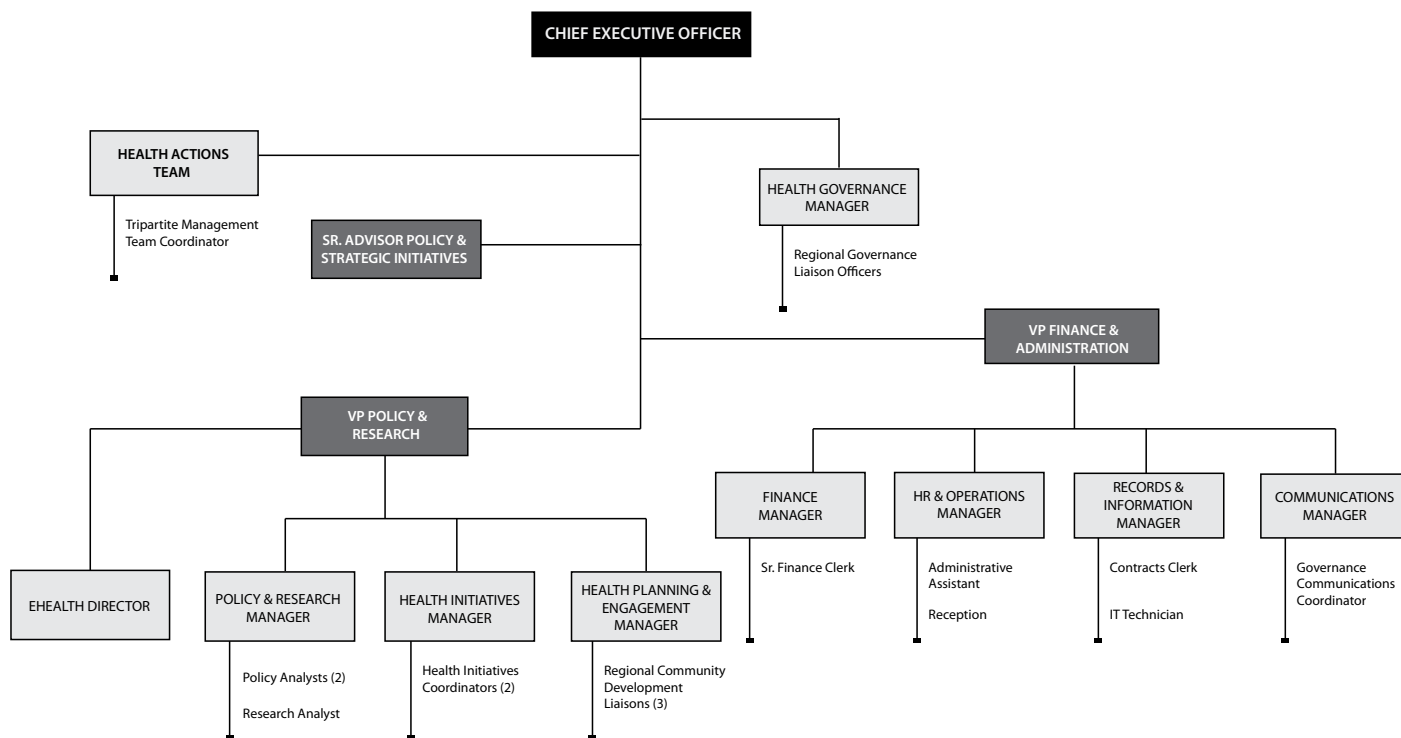 CHIEF EXECUTIVE OFFICER
HEALTH ACTIONS
TEAM
Tripartite Management
Team Coordinator
HEALTH GOVERNANCE
MANAGER
Regional Governance
Liaison Officers
SR. ADVISOR POLICY &
STRATEGIC INITIATIVES
VP FINANCE &
ADMINISTRATION
VP POLICY &
RESEARCH
FINANCE
MANAGER
Sr. Finance Clerk
HR & OPERATIONS
MANAGER
Administrative
Assistant
Reception
RECORDS &
INFORMATION
MANAGER
Contracts Clerk
IT Technician
COMMUNICATIONS
MANAGER
Governance
Communications
Coordinator
EHEALTH DIRECTOR
POLICY & RESEARCH
MANAGER
Policy Analysts (2)
Research Analyst
HEALTH INITIATIVES
MANAGER
Health Initiatives
Coordinators (2)
HEALTH PLANNING &
ENGAGEMENT
MANAGER
Regional Community
Development
Liaisons (3)